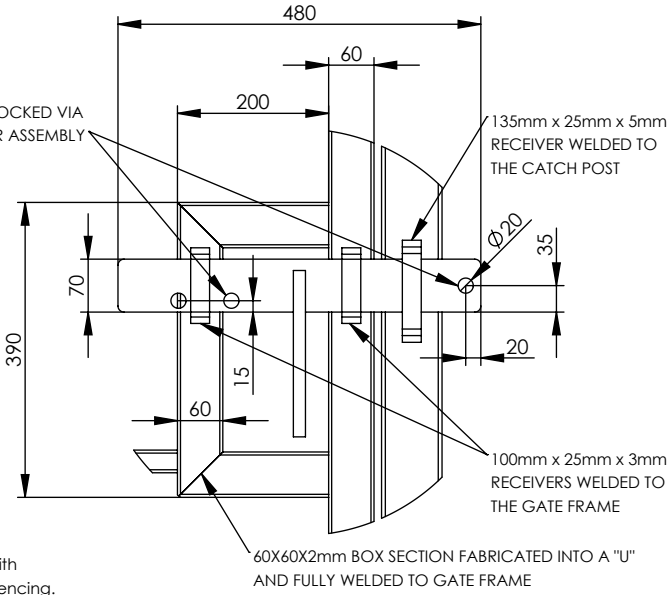 480
60
200
OCKED VIA
R ASSEMBLY
135mm x 25mm x 5mm
RECEIVER WELDED TO
THE CATCH POST
Ø20
35
70
390
15
20
60
100mm x 25mm x 3mm
RECEIVERS WELDED TO
THE GATE FRAME
60X60X2mm BOX SECTION FABRICATED INTO A "U"
AND FULLY WELDED TO GATE FRAME
ith
encing.